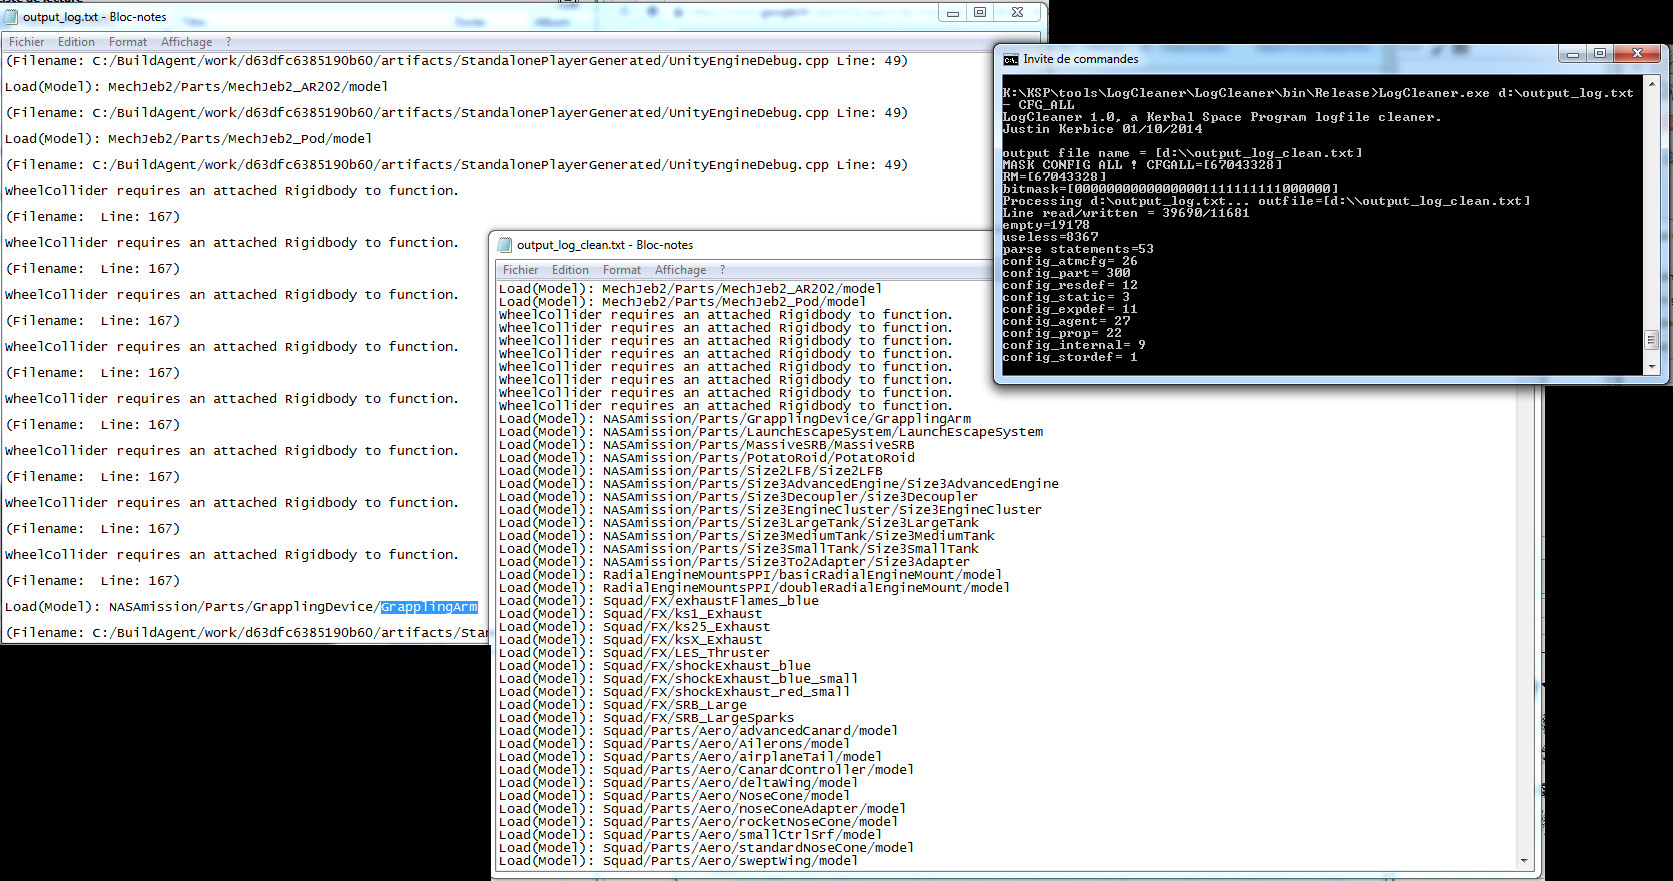 output_log.txt - Bloc-notes
Fichier Edition Format Affichage ?
(Filename: C:/BuildAgent/work/d63dfc6385190b60/artifacts/StandalonePlayerGenerated/UnityEngineDebug.cpp Line: 49)
Load(Model): MechJeb2/Parts/MechJeb2_AR202/model
(Filename: C:/BuildAgent/work/d63dfc6385190b60/artifacts/StandalonePlayerGenerated/UnityEngineDebug.cpp Line: 49)
Load(Model): MechJeb2/Parts/MechJeb2_Pod/model
(Filename: C:/BuildAgent/work/d63dfc6385190b60/artifacts/StandalonePlayerGenerated/UnityEngineDebug.cpp Line: 49)
WheelCollider requires an attached Rigidbody to function.
(Filename:  Line: 167)
WheelCollider requires an attached Rigidbody to function.
(Filename:  Line: 167)
WheelCollider requires an attached Rigidbody to function.
(Filename:  Line: 167)
WheelCollider requires an attached Rigidbody to function.
(Filename:  Line: 167)
WheelCollider requires an attached Rigidbody to function.
(Filename:  Line: 167)
WheelCollider requires an attached Rigidbody to function.
(Filename:  Line: 167)
WheelCollider requires an attached Rigidbody to function.
(Filename:  Line: 167)
WheelCollider requires an attached Rigidbody to function.
(Filename:  Line: 167)
Load(Model): NASAmission/Parts/GrapplingDevice/GrapplingArm
(Filename: C:/BuildAgent/work/d63dfc6385190b60/artifacts/Stan
Invite de commandes
K:\KSP\tools\LogCleaner\LogCleaner\bin\Release>LogCleaner.exe d:\output_log.txt
- CFG_ALL
LogCleaner 1.0, a Kerbal Space Program logfile cleaner.
Justin Kerbice 01/10/2014
output file name = [d:\\output_log_clean.txt]
MASK CONFIG ALL ! CFGALL=[67043328]
RM=[67043328]
bitmask=[00000000000000001111111111000000]
Processing d:\output_log.txt... outfile=[d:\\output_log_clean.txt]
Line read/written = 39690/11681
empty=19178
useless=8367
parse statements=53
config_atmcfg= 26
config_part= 300
config_resdef= 12
config_static= 3
config_expdef= 11
config_agent= 27
config_prop= 22
config_internal= 9
config_stordef= 1
output_log_clean.txt - Bloc-notes
Fichier Edition Format Affichage ?
Load(Model): MechJeb2/Parts/MechJeb2_AR202/model
Load(Model): MechJeb2/Parts/MechJeb2_Pod/model
WheelCollider requires an attached Rigidbody to function.
WheelCollider requires an attached Rigidbody to function.
WheelCollider requires an attached Rigidbody to function.
WheelCollider requires an attached Rigidbody to function.
WheelCollider requires an attached Rigidbody to function.
WheelCollider requires an attached Rigidbody to function.
WheelCollider requires an attached Rigidbody to function.
WheelCollider requires an attached Rigidbody to function.
Load(Model): NASAmission/Parts/GrapplingDevice/GrapplingArm
Load(Model): NASAmission/Parts/LaunchEscapeSystem/LaunchEscapeSystem
Load(Model): NASAmission/Parts/MassiveSRB/MassiveSRB
Load(Model): NASAmission/Parts/PotatoRoid/PotatoRoid
Load(Model): NASAmission/Parts/Size2LFB/Size2LFB
Load(Model): NASAmission/Parts/Size3AdvancedEngine/Size3AdvancedEngine
Load(Model): NASAmission/Parts/Size3Decoupler/size3Decoupler
Load(Model): NASAmission/Parts/Size3EngineCluster/Size3EngineCluster
Load(Model): NASAmission/Parts/Size3LargeTank/Size3LargeTank
Load(Model): NASAmission/Parts/Size3MediumTank/Size3MediumTank
Load(Model): NASAmission/Parts/Size3SmallTank/Size3SmallTank
Load(Model): NASAmission/Parts/Size3To2Adapter/Size3Adapter
Load(Model): RadialEngineMountsPPI/basicRadialEngineMount/model
Load(Model): RadialEngineMountsPPI/doubleRadialEngineMount/model
Load(Model): Squad/FX/exhaustFlames_blue
Load(Model): Squad/FX/ks1_Exhaust
Load(Model): Squad/FX/ks25_Exhaust
Load(Model): Squad/FX/ksX_Exhaust
Load(Model): Squad/FX/LES_Thruster
Load(Model): Squad/FX/shockExhaust_blue
Load(Model): Squad/FX/shockExhaust_blue_small
Load(Model): Squad/FX/shockExhaust_red_small
Load(Model): Squad/FX/SRB_Large
Load(Model): Squad/FX/SRB_LargeSparks
Load(Model): Squad/Parts/Aero/advancedCanard/model
Load(Model): Squad/Parts/Aero/Ailerons/model
Load(Model): Squad/Parts/Aero/airplaneTail/model
Load(Model): Squad/Parts/Aero/CanardController/model
Load(Model): Squad/Parts/Aero/deltaWing/model
Load(Model): Squad/Parts/Aero/NoseCone/model
Load(Model): Squad/Parts/Aero/noseConeAdapter/model
Load(Model): Squad/Parts/Aero/rocketNoseCone/model
Load(Model): Squad/Parts/Aero/smallCtrlSrf/model
Load(Model): Squad/Parts/Aero/standardNoseCone/model
Load(Model): Squad/Parts/Aero/sweptWing/model